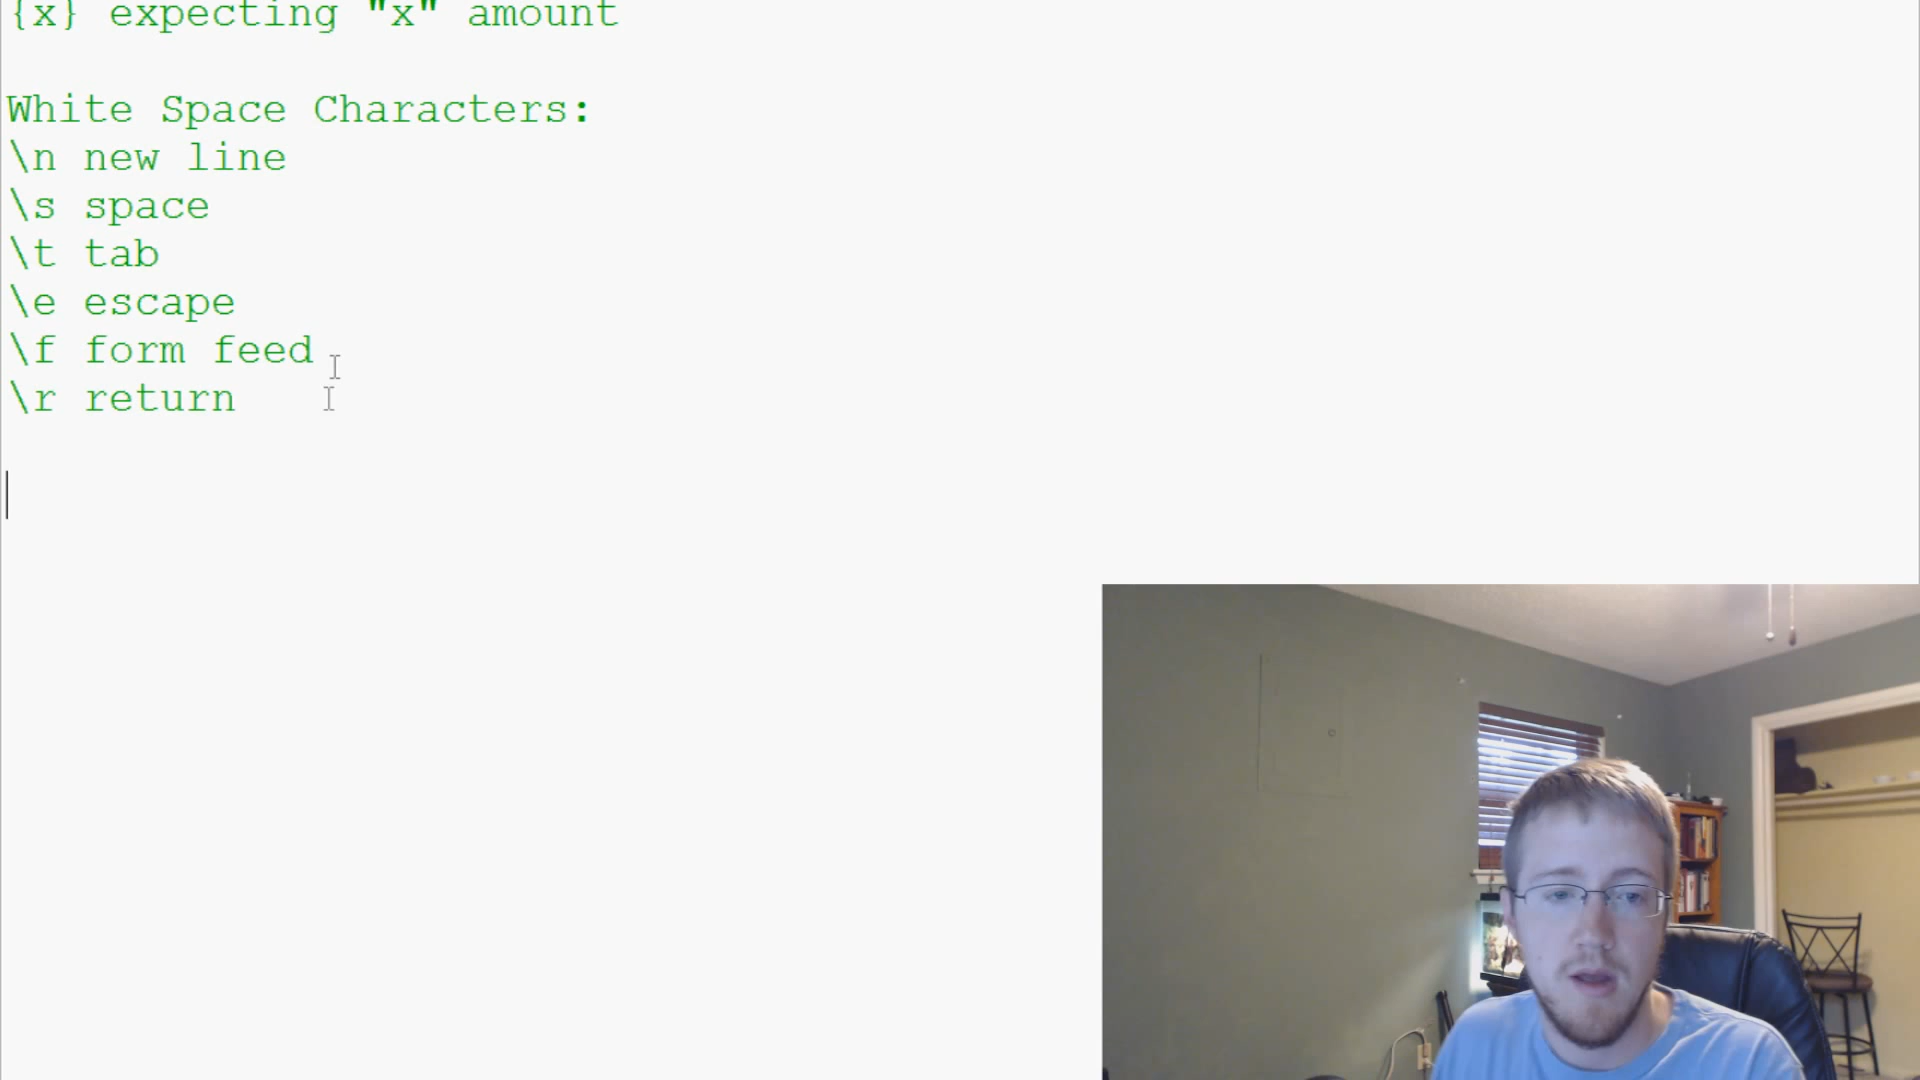 {x} expecting "x" amount
White Space Characters:
\n new line
\s space
\t tab
\e escape
\f form feed
\r return